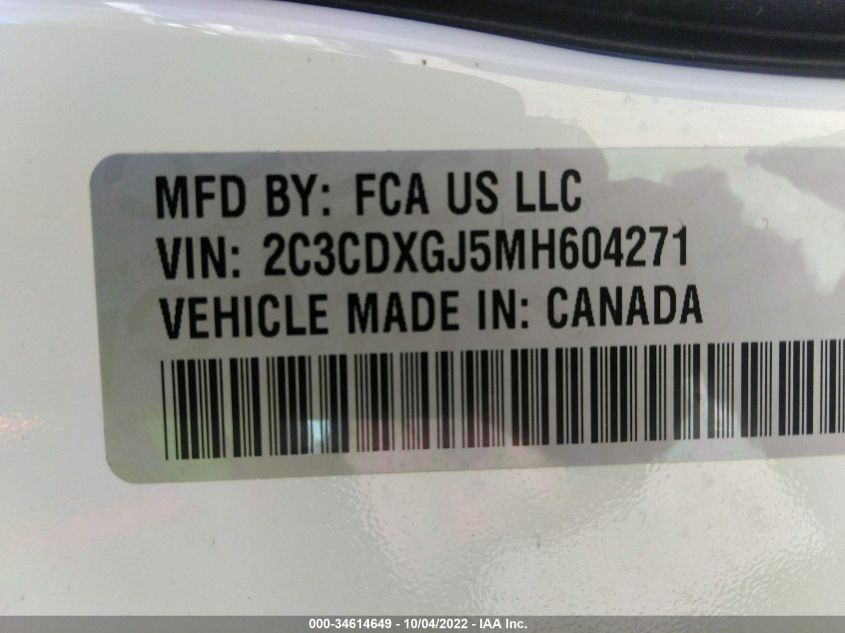 MFD BY: FCA US LLC
VIN: 2C3CDXGJ5MH604271
VEHICLE MADE IN: CANADA
000-34614649 - 10/04/2022 - IAA Inc.